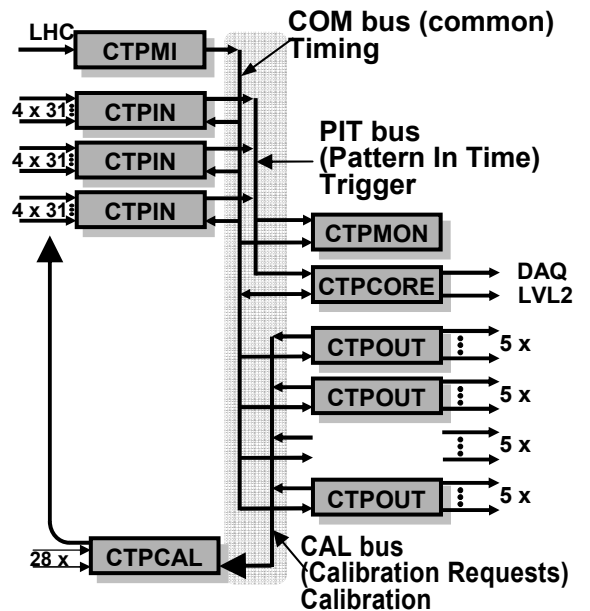 LHC
CTPMI
COM bus (common)
Timing
4 x 31
CTPIN
4 x 31
CTPIN
4 x 31
CTPIN
PIT bus
(Pattern In Time)
Trigger
CTPMON
CTPCORE
DAQ
LVL2
CTPOUT
5 x
CTPOUT
5 x
5 x
CTPOUT
5 x
28 x
CTPCAL
CAL bus
(Calibration Requests)
Calibration